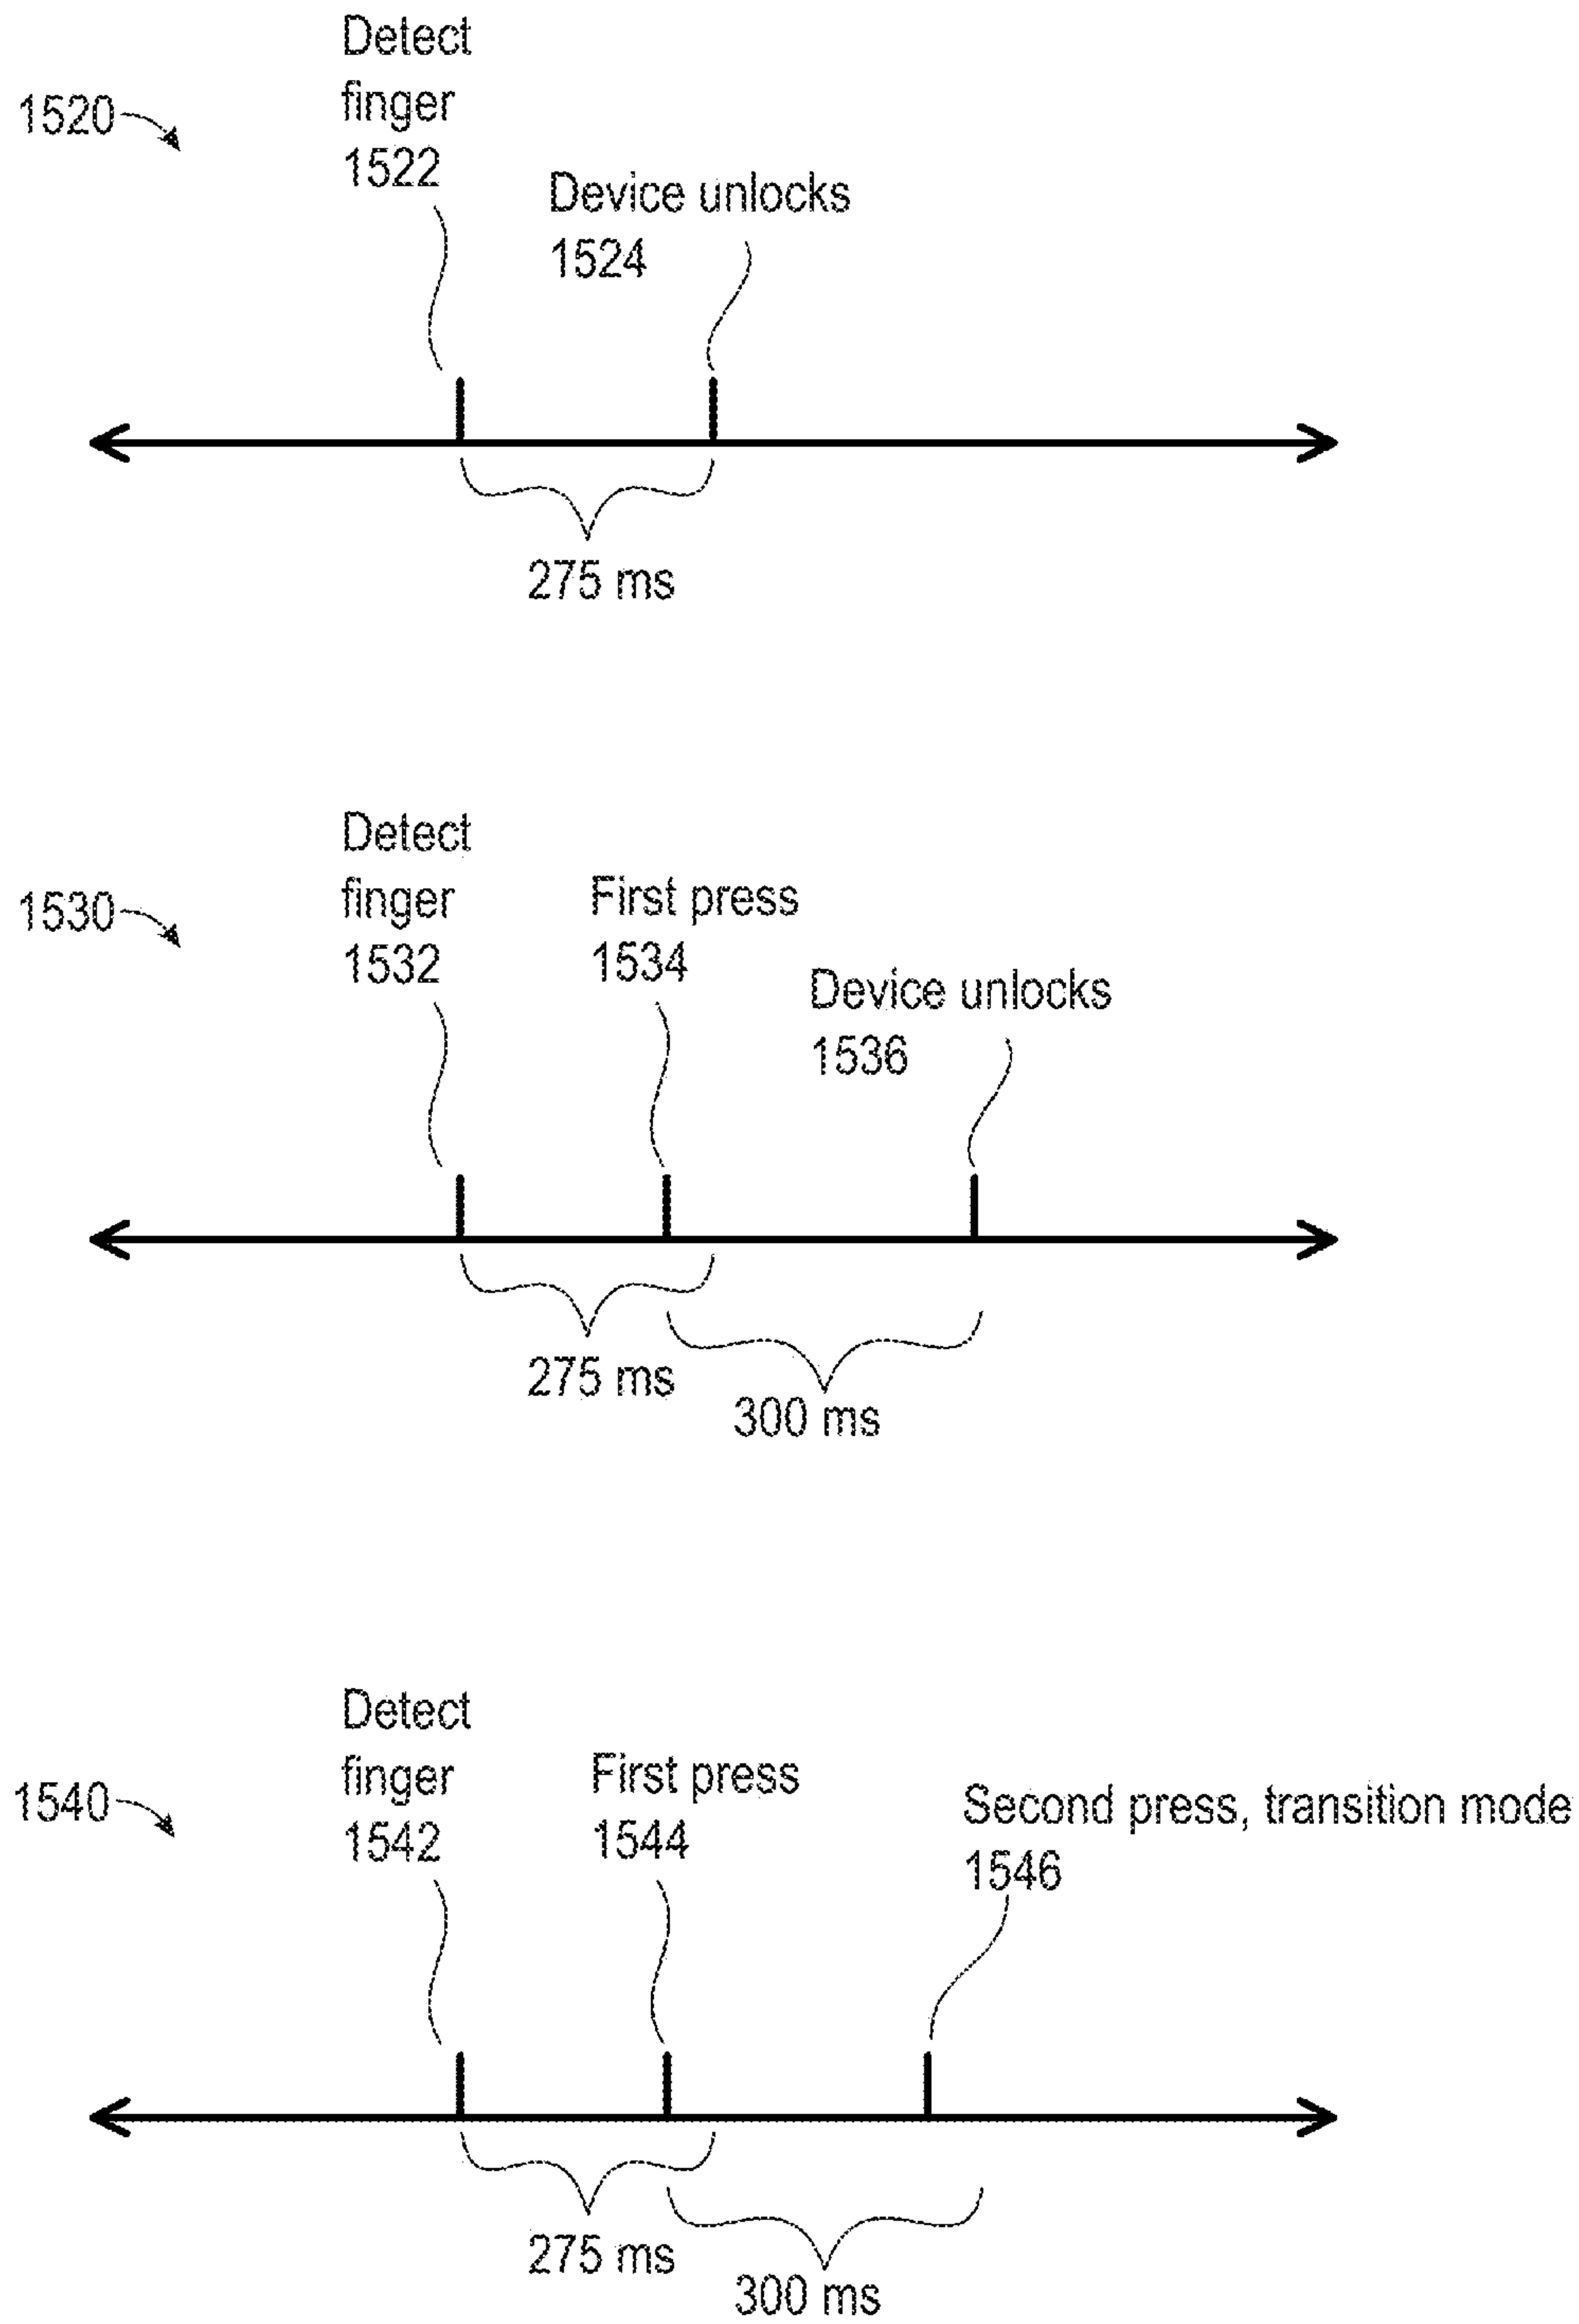 Detect
finger
1522
1520
Device unlocks
1524
275 ms
Detect
finger
1532
1530
First press
1534
Device unlocks
1536
275 ms
300 ms
Detect
finger
1542
1540
First press
1544
Second press, transition mode
1546
275 ms
300 ms